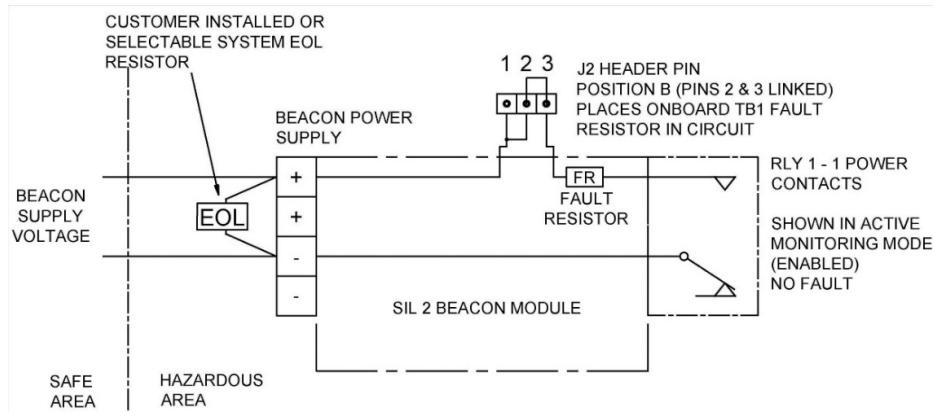 CUSTOMER INSTALLED OR
SELECTABLE SYSTEM EOL
RESISTOR
1 2 3
J2 HEADER PIN
POSITION B (PINS 2 & 3 LINKED)
PLACES ONBOARD TB1 FAULT
RESISTOR IN CIRCUIT
BEACON POWER
SUPPLY
BEACON
SUPPLY
VOLTAGE
EOL
+
+
-
-
FR
FAULT
RESISTOR
RLY 1 - 1 POWER
CONTACTS
SHOWN IN ACTIVE
MONITORING MODE
(ENABLED)
NO FAULT
SIL 2 BEACON MODULE
SAFE
AREA
HAZARDOUS
AREA